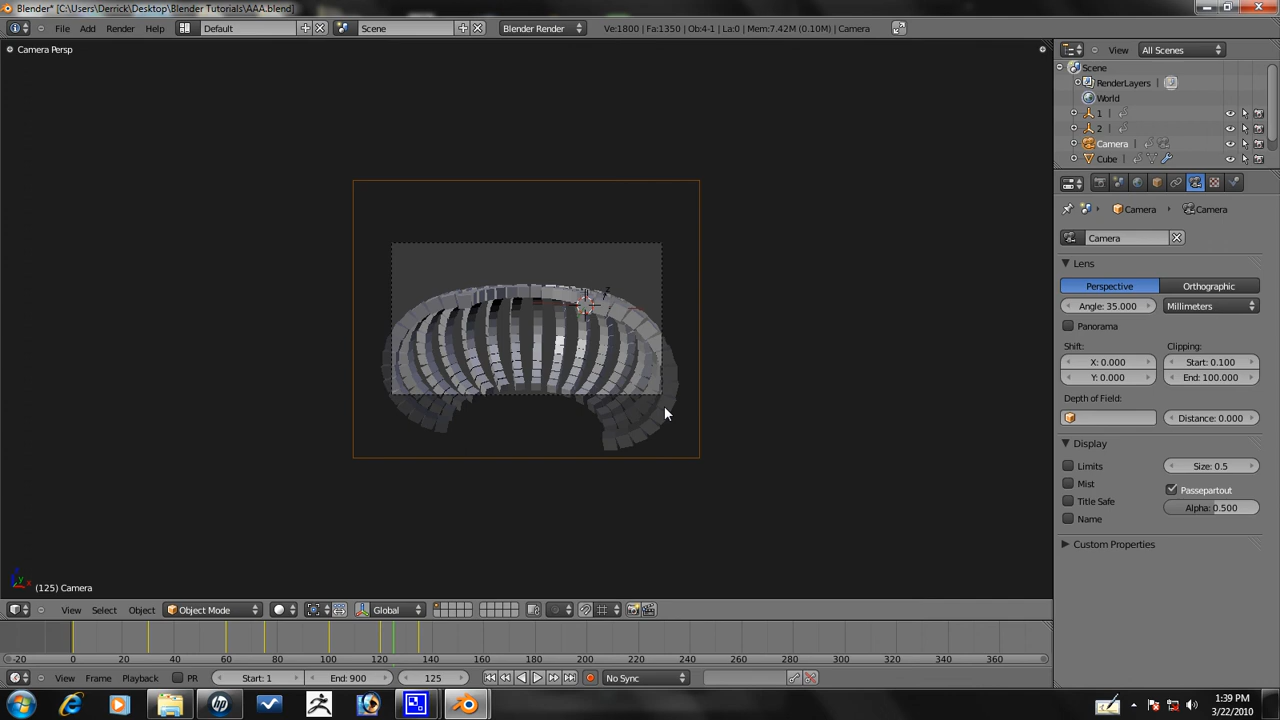 Blender* [C:\Users\Derrick\Desktop\Blender Tutorials\AAA.blend]
File Add Render Help Default Scene Blender Render Ve:1800 | Fa:1350 | Ob:4-1 | La:0 | Mem:7.42M (0.10M) | Camera
Camera Persp
View All Scenes
Scene
RenderLayers
World
1
2
Camera
Cube
Camera Camera
Camera
Lens
Perspective Orthographic
Angle: 35.000 Millimeters
Panorama
Shift: Clipping:
X: 0.000 Start: 0.100
Y: 0.000 End: 100.000
Depth of Field:
Distance: 0.000
Display
Limits Size: 0.5
Mist Passepartout
Title Safe Alpha: 0.500
Name
Custom Properties
(125) Camera
View Select Object Object Mode Global
-20 0 20 40 60 80 100 120 140 160 180 200 220 240 260 280 300 320 340 360
View Frame Playback PR Start: 1 End: 900 125 No Sync
1:39 PM
3/22/2010